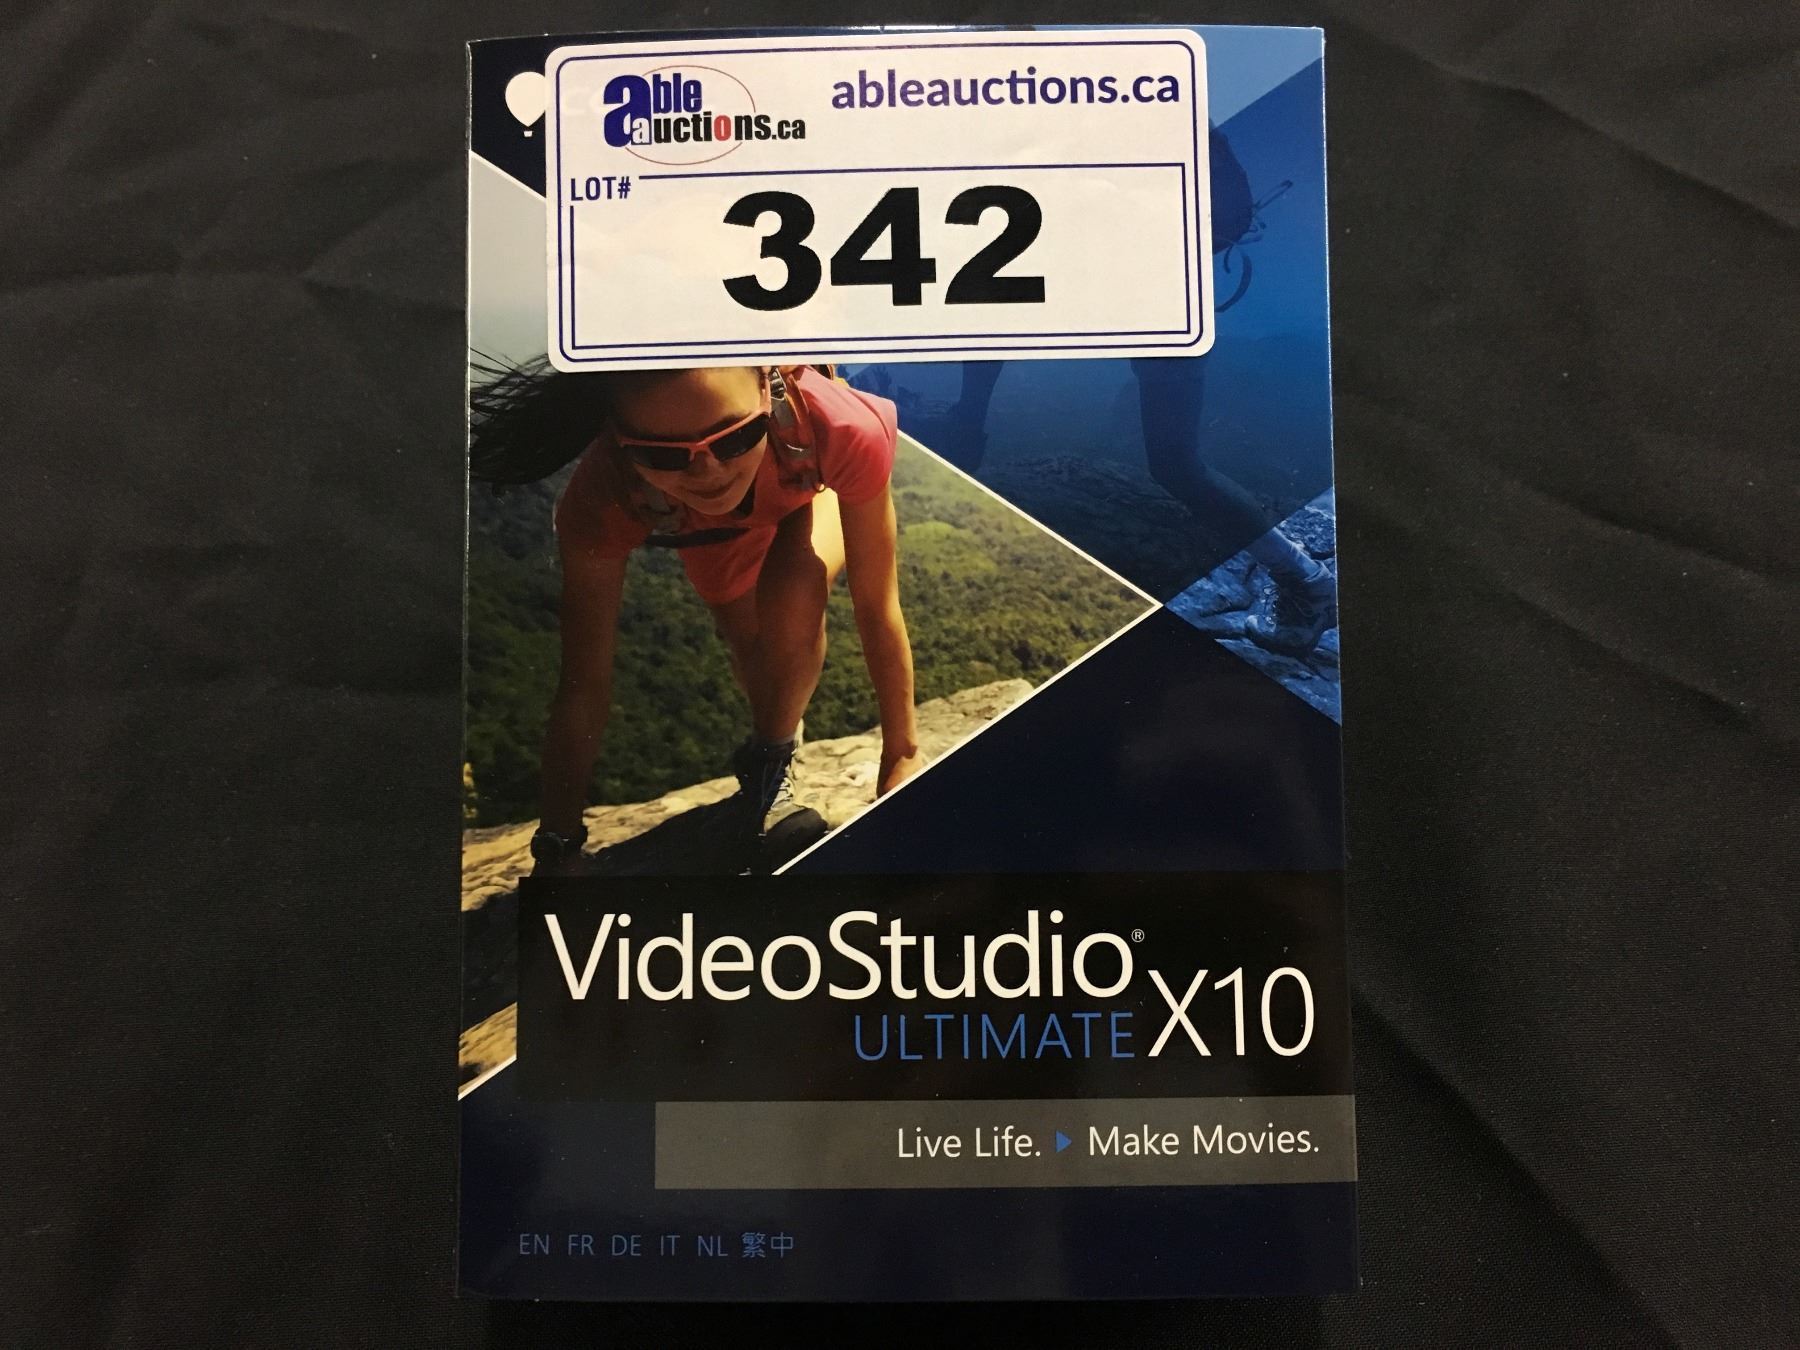 able
auctions.ca
ableauctions.ca
LOT#
342
VideoStudio®
ULTIMATE X10
Live Life. Make Movies.
EN FR DE IT NL 繁中